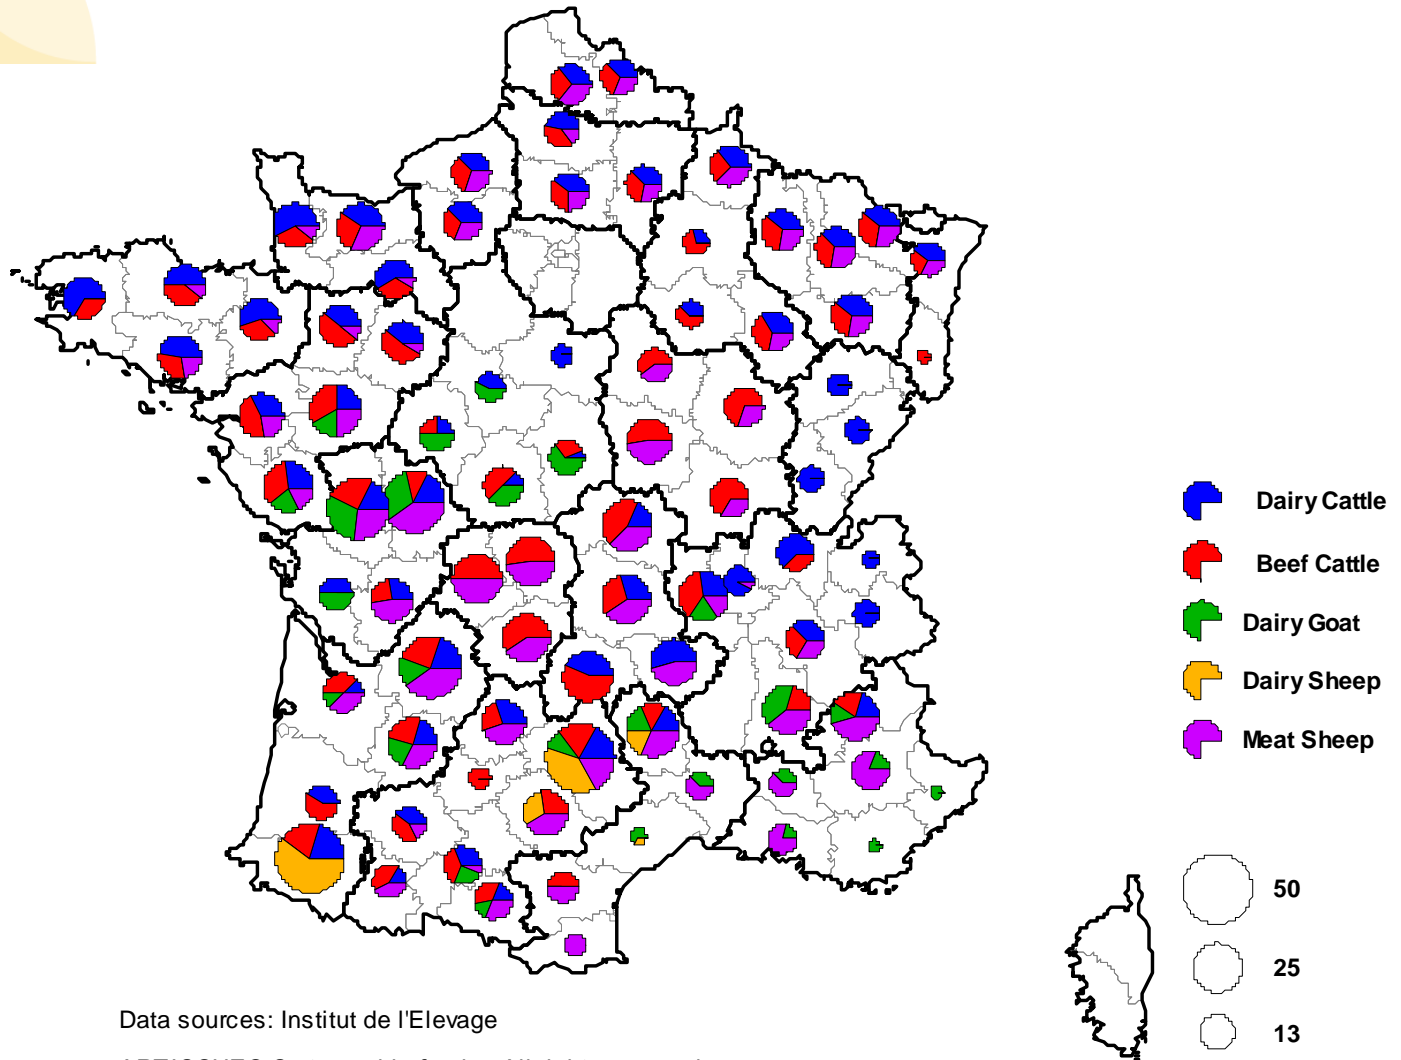 Dairy Cattle
Beef Cattle
Dairy Goat
Dairy Sheep
Meat Sheep
50
25
13
Data sources: Institut de l'Elevage